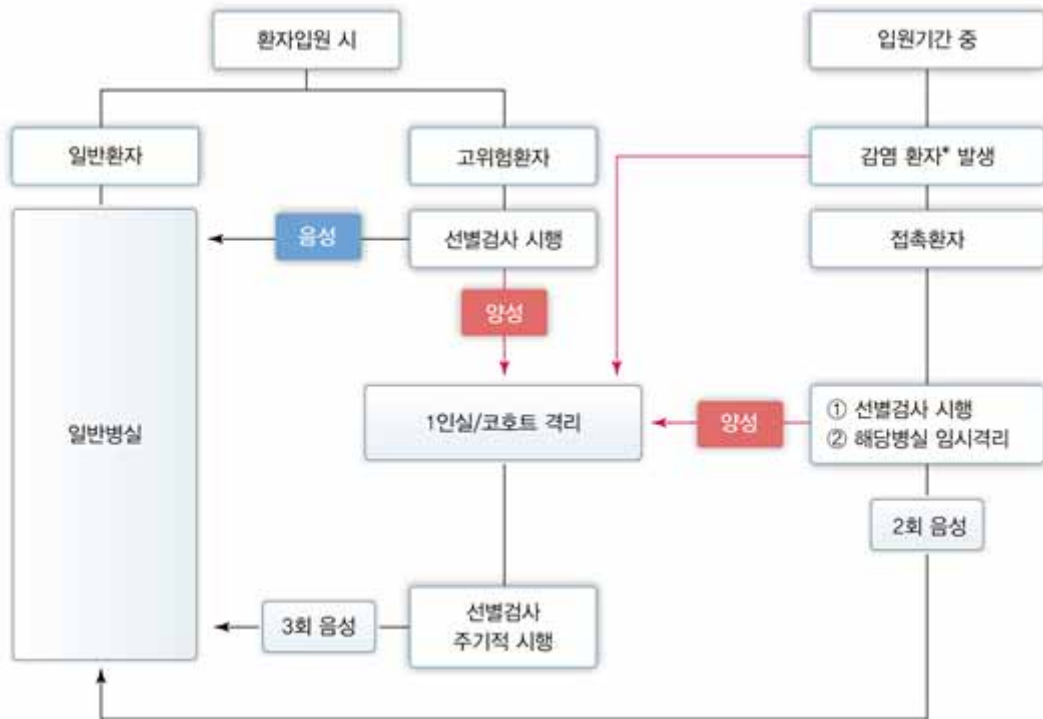 환자입원 시
입원기간 중
일반환자
고위험환자
감염 환자* 발생
음성
선별검사 시행
접촉환자
양성
일반병실
1인실/코호트 격리
양성
① 선별검사 시행
② 해당병실 임시격리
2회 음성
3회 음성
선별검사
주기적 시행